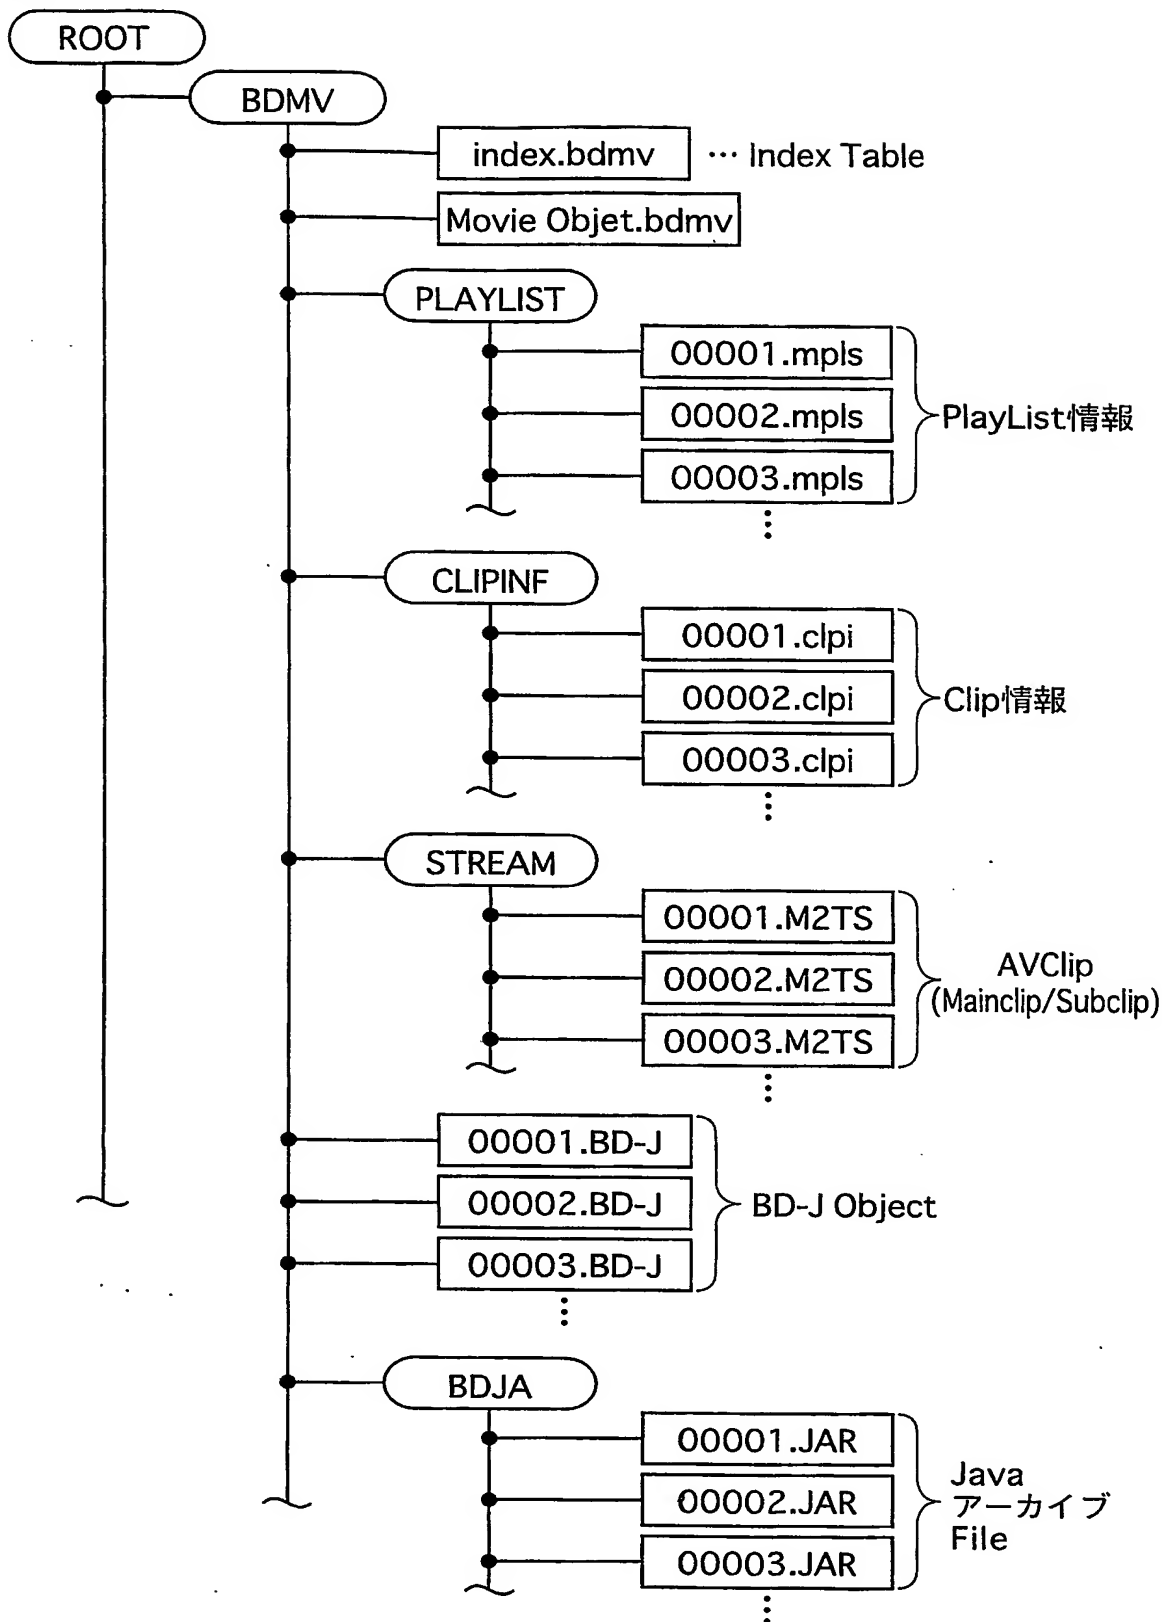 ROOT
BDMV
index.bdmv … Index Table
Movie Objet.bdmv
PLAYLIST
00001.mpls
00002.mpls
PlayList情報
00003.mpls
⋮
CLIPINF
00001.clpi
00002.clpi
Clip情報
00003.clpi
⋮
STREAM
00001.M2TS
00002.M2TS
AVClip
(Mainclip/Subclip)
00003.M2TS
⋮
00001.BD-J
00002.BD-J
BD-J Object
00003.BD-J
⋮
BDJA
00001.JAR
00002.JAR
Java
アーカイブ
File
00003.JAR
⋮